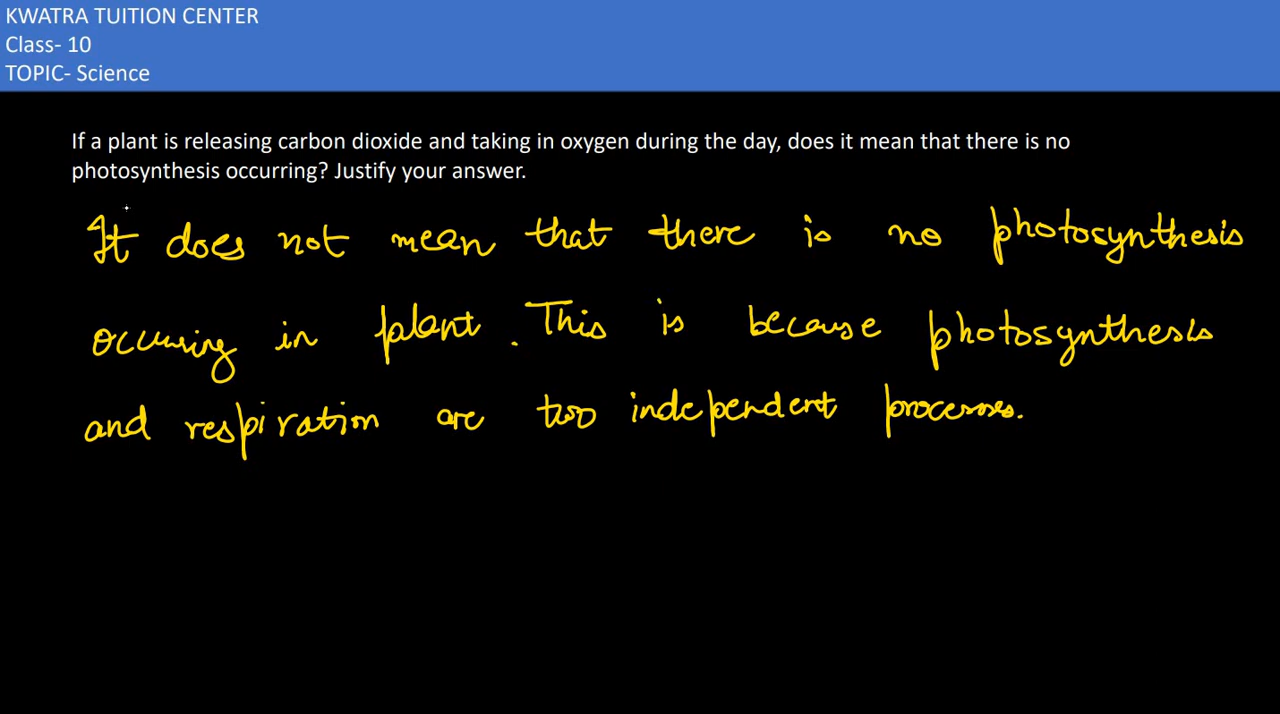 KWATRA TUITION CENTER
Class- 10
TOPIC- Science
If a plant is releasing carbon dioxide and taking in oxygen during the day, does it mean that there is no
photosynthesis occurring? Justify your answer.
It does not mean that there is no photosynthesis
occuring in plant. This is because photosynthesis
and respiration are two independent processes.